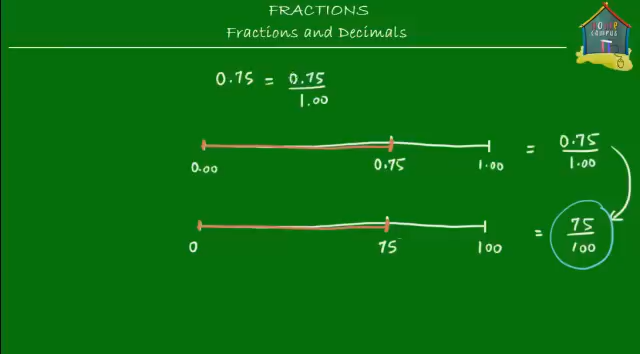 FRACTIONS
Fractions and Decimals
0.75 = 0.75/1.00
0.00 0.75 1.00 = 0.75/1.00
0 75 100 = 75/100